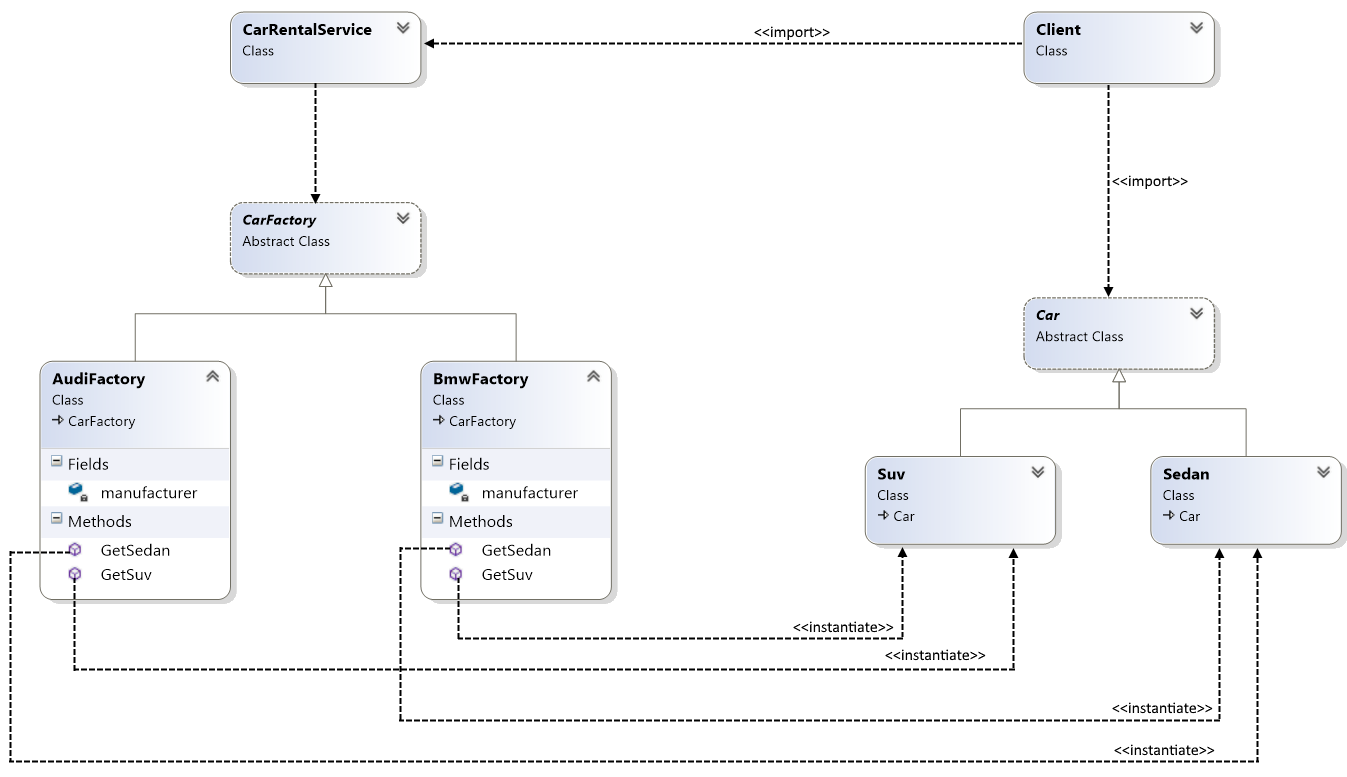 CarRentalService
Class
<<import>>
Client
Class
<<import>>
CarFactory
Abstract Class
Car
Abstract Class
AudiFactory
Class
CarFactory
Fields
manufacturer
Methods
GetSedan
GetSuv
BmwFactory
Class
CarFactory
Fields
manufacturer
Methods
GetSedan
GetSuv
Suv
Class
Car
Sedan
Class
Car
<<instantiate>>
<<instantiate>>
<<instantiate>>
<<instantiate>>